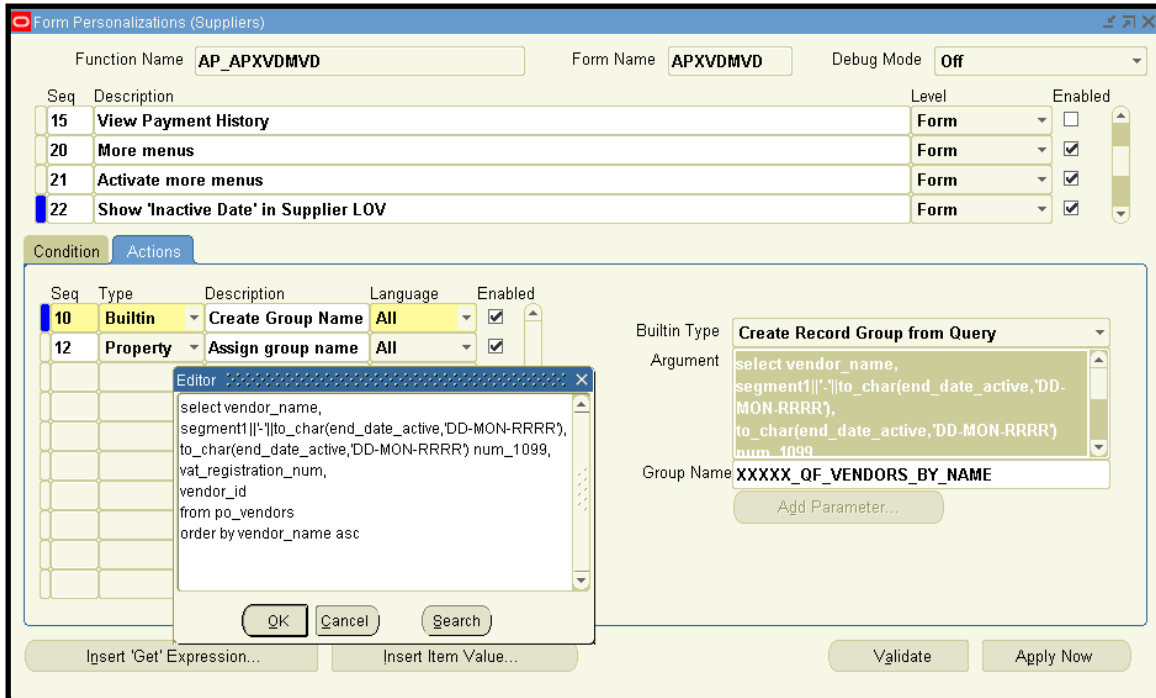 Form Personalizations (Suppliers)
Function Name AP_APXVDMVD Form Name APXVDMVD Debug Mode Off
Seq Description Level Enabled
15 View Payment History Form
20 More menus Form
21 Activate more menus Form
22 Show 'Inactive Date' in Supplier LOV Form
Condition Actions
Seq Type Description Language Enabled
10 Builtin Create Group Name All
12 Property Assign group name All
Builtin Type Create Record Group from Query
Argument select vendor_name,
segment1||'-'||to_char(end_date_active,'DD-
MON-RRRR'),
to_char(end_date_active,'DD-MON-RRRR')
num_1099,
Group Name XXXXX_QF_VENDORS_BY_NAME
Add Parameter...
Editor
select vendor_name,
segment1||'-'||to_char(end_date_active,'DD-MON-RRRR'),
to_char(end_date_active,'DD-MON-RRRR') num_1099,
vat_registration_num,
vendor_id
from po_vendors
order by vendor_name asc
OK Cancel Search
Insert 'Get' Expression... Insert Item Value... Validate Apply Now